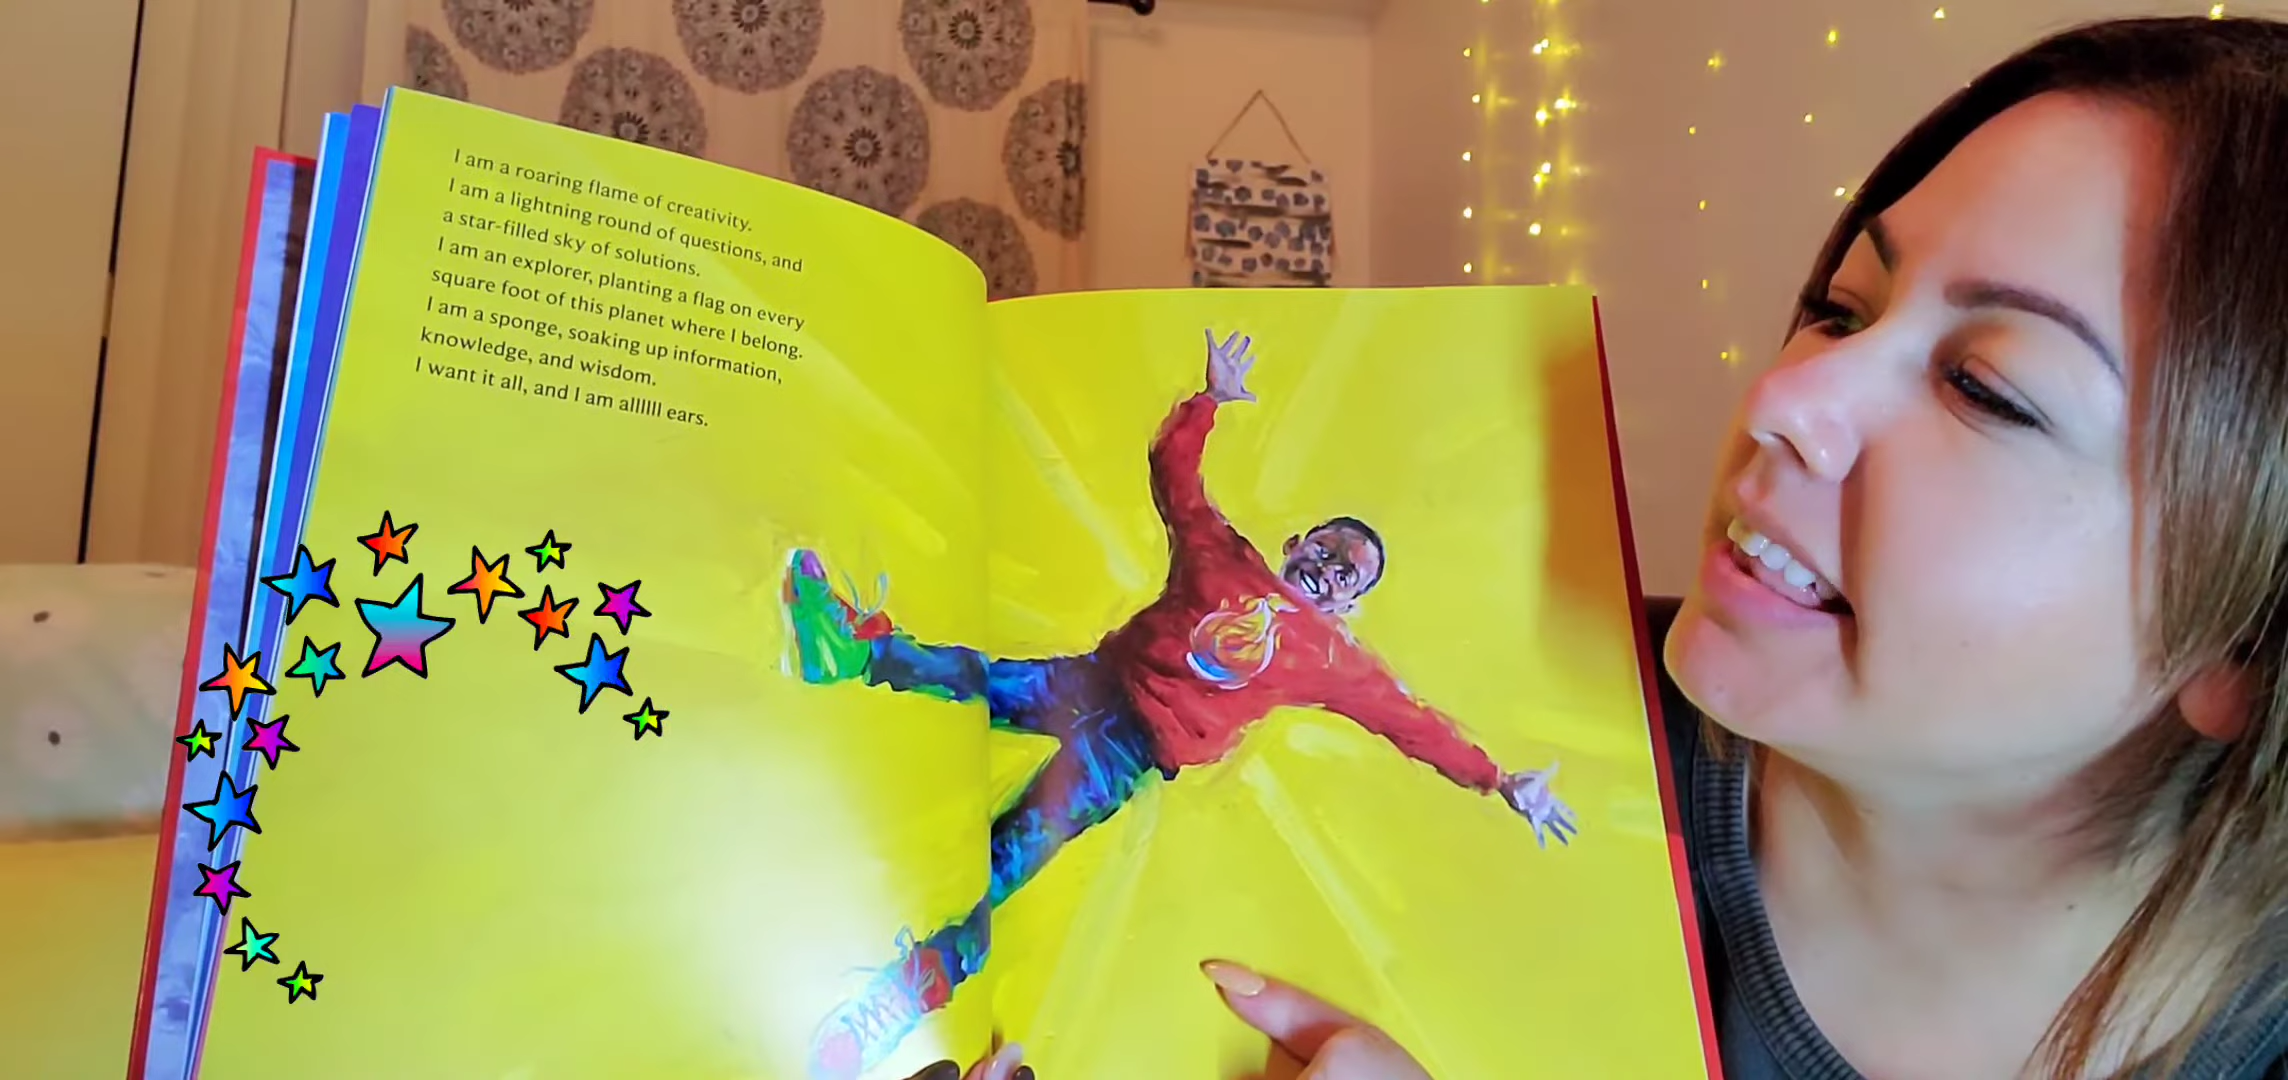 I am a roaring flame of creativity.
I am a lightning round of questions, and
a star-filled sky of solutions.
I am an explorer, planting a flag on every
square foot of this planet where I belong.
I am a sponge, soaking up information,
knowledge, and wisdom.
I want it all, and I am allllll ears.